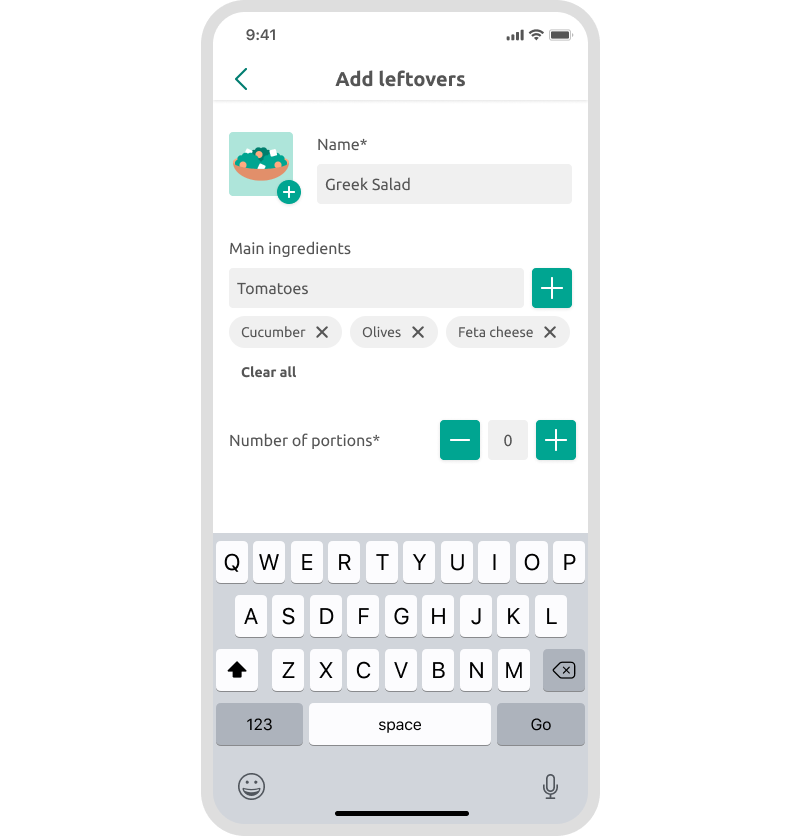 9:41
Add leftovers
Name*
Greek Salad
Main ingredients
Tomatoes
Cucumber Olives Feta cheese
Clear all
Number of portions* 0
Q W E R T Y U I O P
A S D F G H J K L
Z X C V B N M
123 space Go